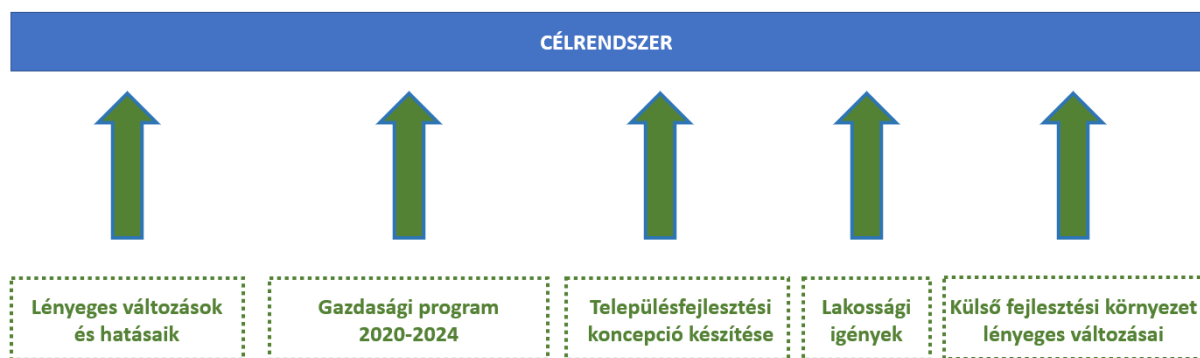 CÉLRENDSZER
Lényeges változások
és hatásaik
Gazdasági program
2020-2024
Településfejlesztési
koncepció készítése
Lakossági
igények
Külső fejlesztési környezet
lényeges változásai